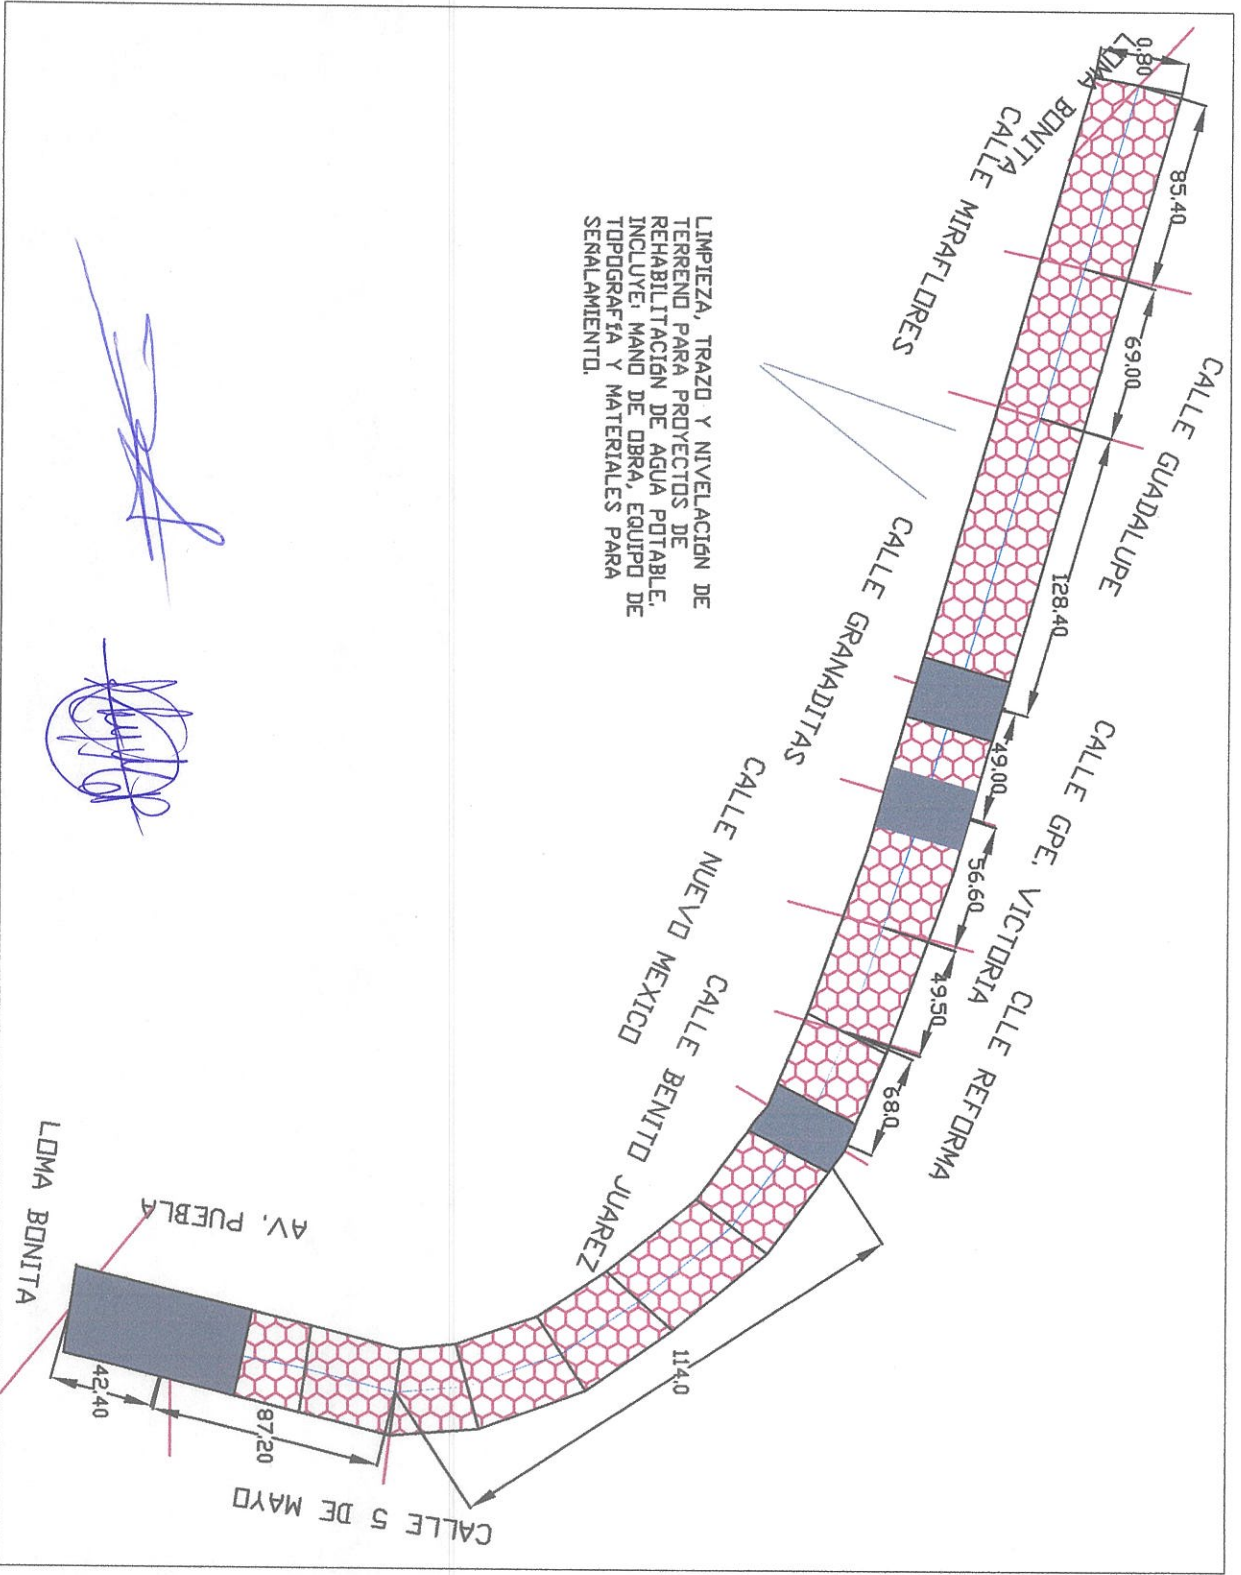 LOMA BONITA
0.80
85.40
CALLE MIRAFLORES
69.00
CALLE GUADALUPE
128.40
CALLE GRANADITAS
49.00
CALLE GPE. VICTORIA
56.60
CALLE NUEVO MEXICO
49.50
CLLE REFORMA
68.0
CALLE BENITO JUAREZ
114.0
CALLE 5 DE MAYO
87.20
AV. PUEBLA
42.40
LOMA BONITA
LIMPIEZA, TRAZO Y NIVELACIÓN DE
TERRENO PARA PROYECTOS DE
REHABILITACIÓN DE AGUA POTABLE.
INCLUYE: MANO DE OBRA, EQUIPO DE
TOPOGRAFÍA Y MATERIALES PARA
SEÑALAMIENTO.